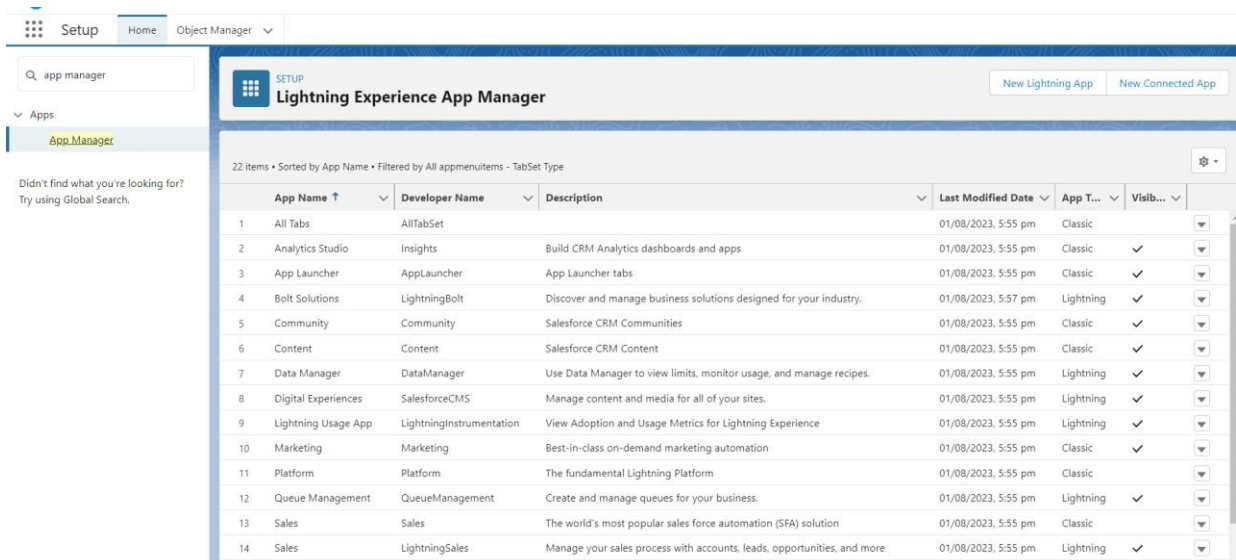 Setup Home Object Manager
app manager
Apps
App Manager
Didn't find what you're looking for?
Try using Global Search.
SETUP
Lightning Experience App Manager
New Lightning App New Connected App
22 items • Sorted by App Name • Filtered by All appmenuitems - TabSet Type
App Name ↑ Developer Name Description Last Modified Date App T... Visib...
1 All Tabs AllTabSet 01/08/2023, 5:55 pm Classic
2 Analytics Studio Insights Build CRM Analytics dashboards and apps 01/08/2023, 5:55 pm Classic ✓
3 App Launcher AppLauncher App Launcher tabs 01/08/2023, 5:55 pm Classic ✓
4 Bolt Solutions LightningBolt Discover and manage business solutions designed for your industry. 01/08/2023, 5:57 pm Lightning ✓
5 Community Community Salesforce CRM Communities 01/08/2023, 5:55 pm Classic ✓
6 Content Content Salesforce CRM Content 01/08/2023, 5:55 pm Classic ✓
7 Data Manager DataManager Use Data Manager to view limits, monitor usage, and manage recipes. 01/08/2023, 5:55 pm Lightning ✓
8 Digital Experiences SalesforceCMS Manage content and media for all of your sites. 01/08/2023, 5:55 pm Lightning ✓
9 Lightning Usage App LightningInstrumentation View Adoption and Usage Metrics for Lightning Experience 01/08/2023, 5:55 pm Lightning ✓
10 Marketing Marketing Best-in-class on-demand marketing automation 01/08/2023, 5:55 pm Classic ✓
11 Platform Platform The fundamental Lightning Platform 01/08/2023, 5:55 pm Classic
12 Queue Management QueueManagement Create and manage queues for your business. 01/08/2023, 5:55 pm Lightning ✓
13 Sales Sales The world's most popular sales force automation (SFA) solution 01/08/2023, 5:55 pm Classic
14 Sales LightningSales Manage your sales process with accounts, leads, opportunities, and more 01/08/2023, 5:55 pm Lightning ✓